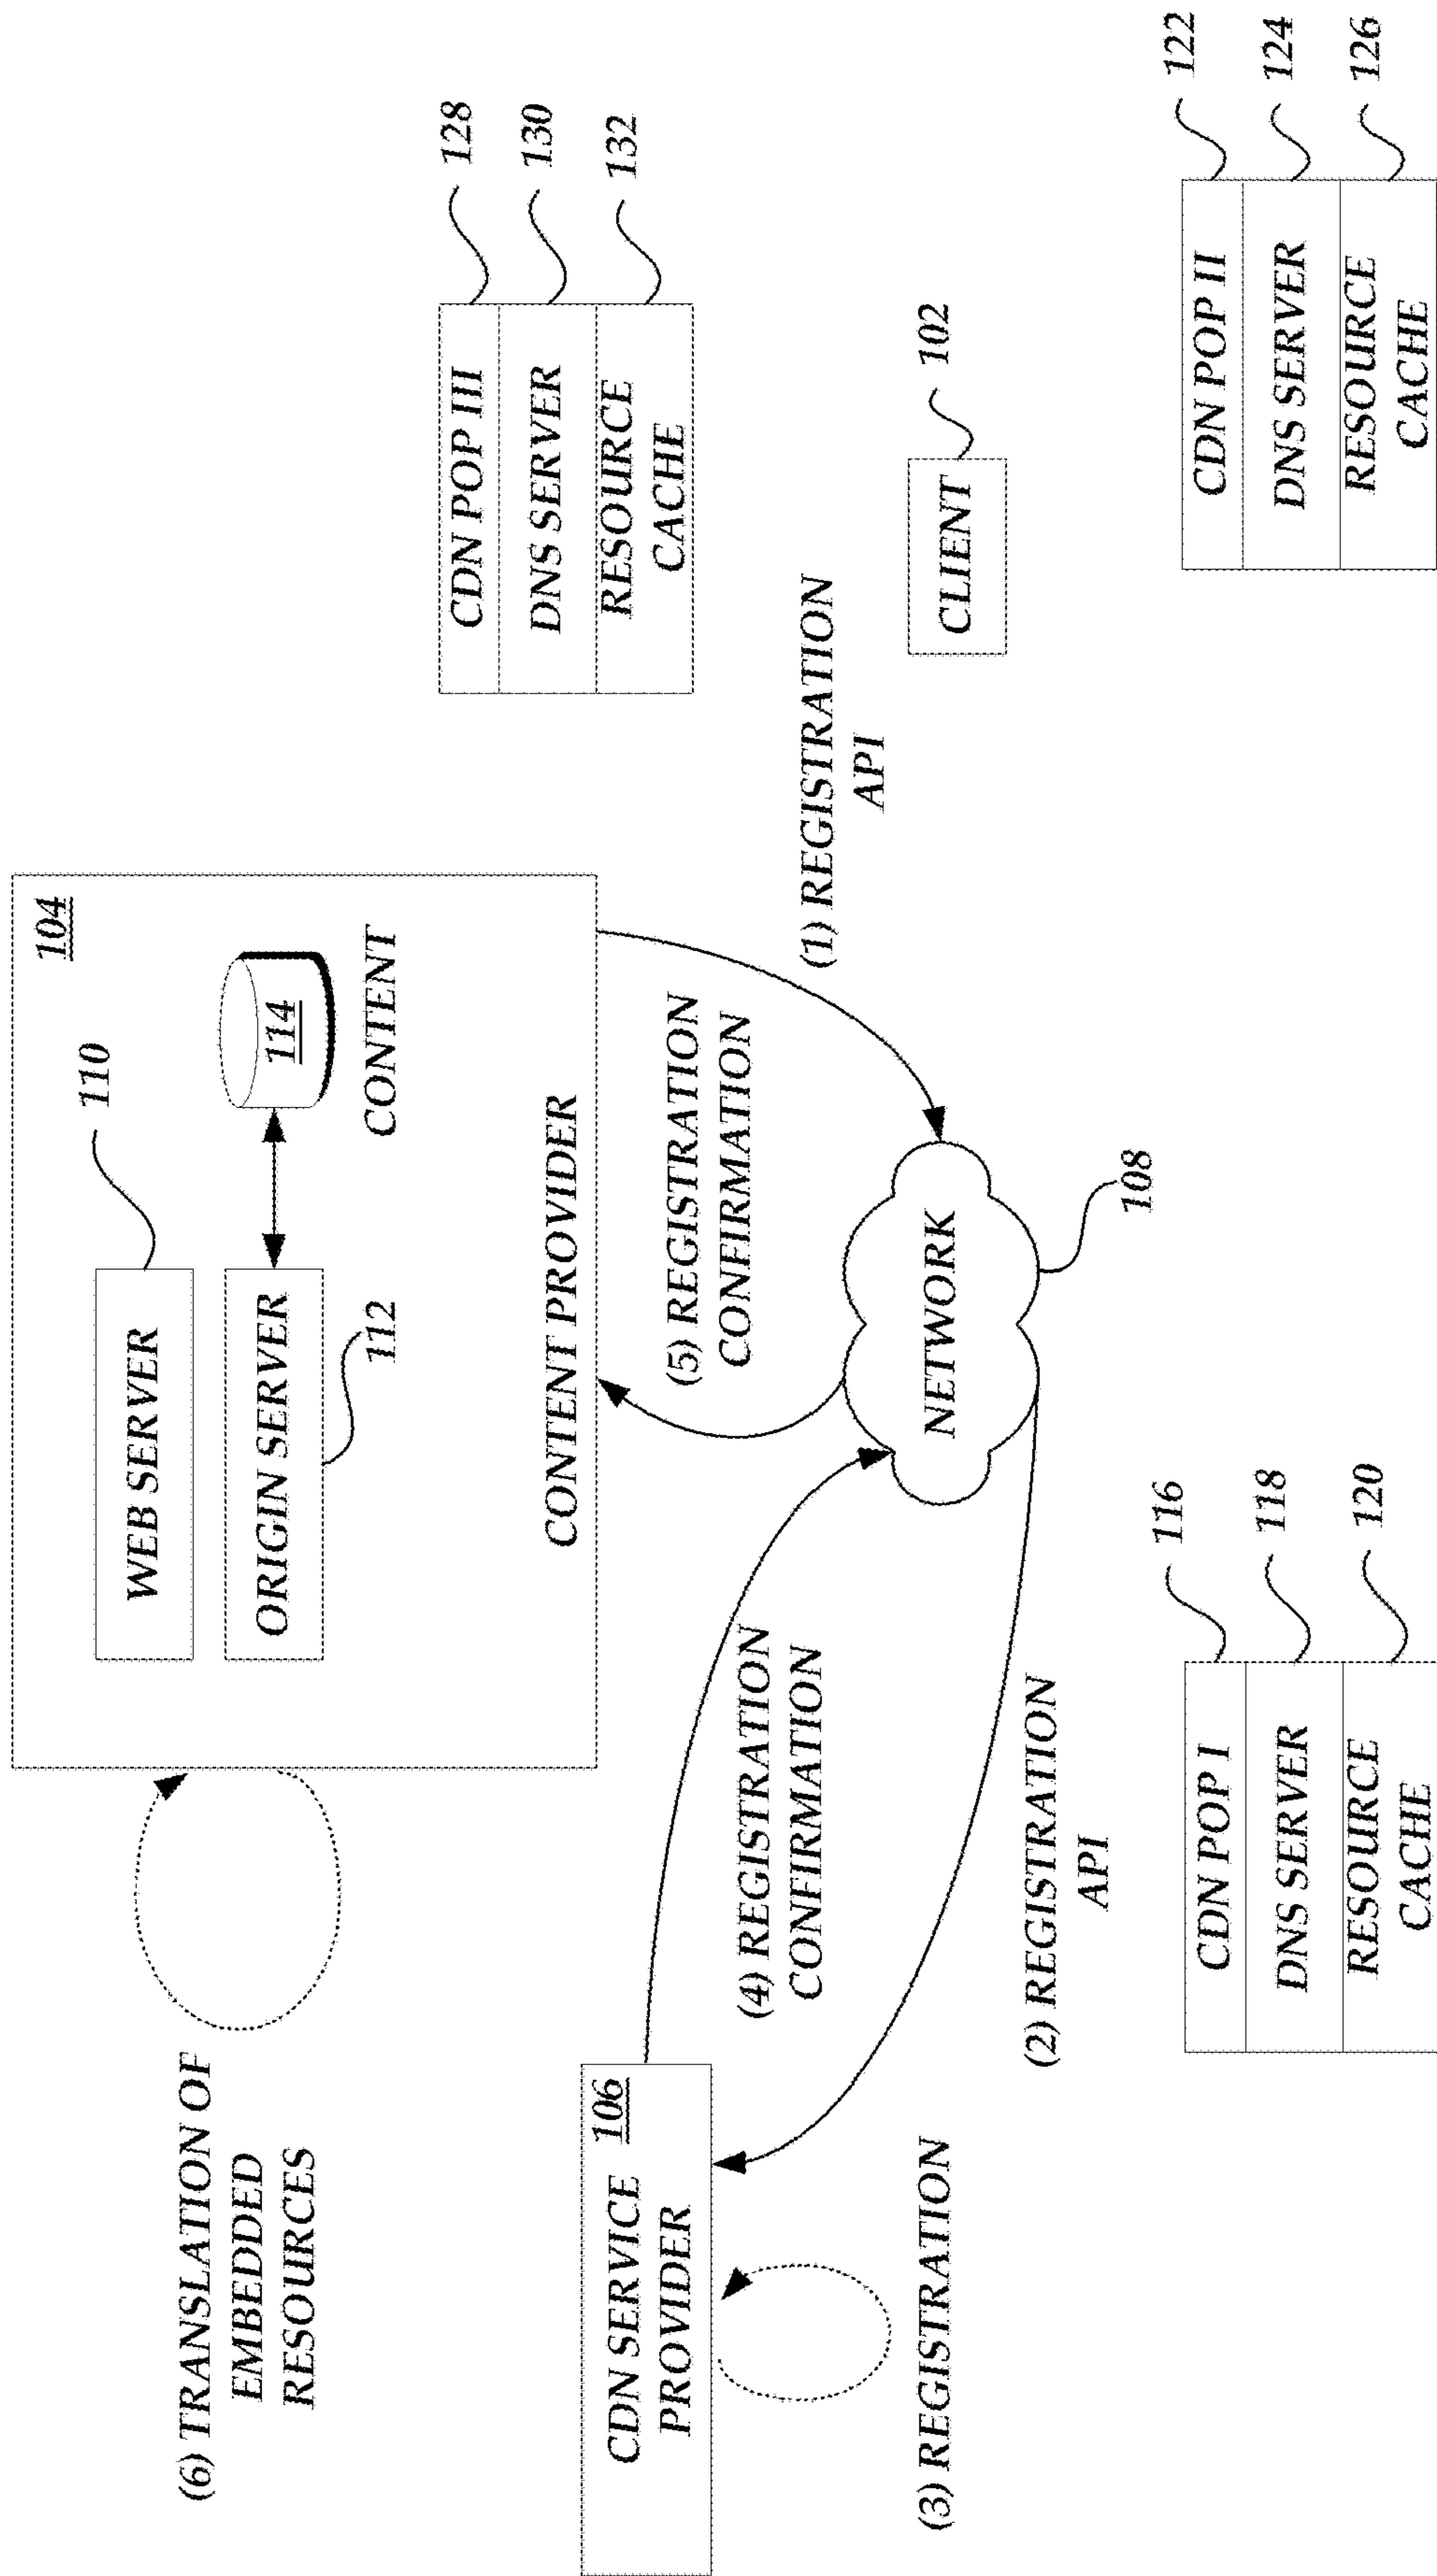 (6) TRANSLATION OF
EMBEDDED
RESOURCES
104
WEB SERVER
110
ORIGIN SERVER
112
114
CONTENT
CONTENT PROVIDER
CDN SERVICE
PROVIDER
106
(3) REGISTRATION
(4) REGISTRATION
CONFIRMATION
(5) REGISTRATION
CONFIRMATION
(1) REGISTRATION
API
(2) REGISTRATION
API
NETWORK
108
CDN POP III
128
DNS SERVER
130
RESOURCE
CACHE
132
CLIENT
102
CDN POP I
116
DNS SERVER
118
RESOURCE
CACHE
120
CDN POP II
122
DNS SERVER
124
RESOURCE
CACHE
126